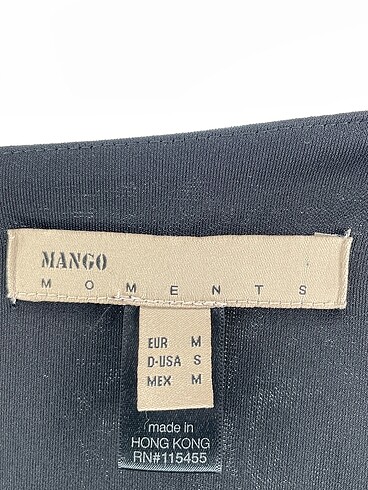 MANGO
MOMENTS
EUR M
D-USA S
MEX M
made in
HONG KONG
RN#115455